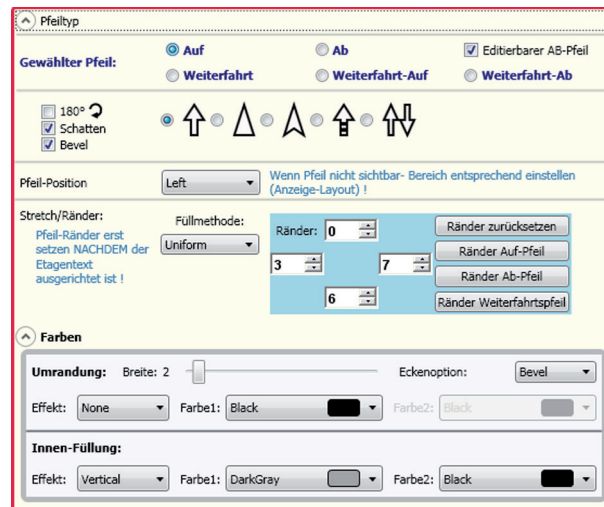 Pfeiltyp
Gewählter Pfeil:
Auf
Ab
Editierbarer AB-Pfeil
Weiterfahrt
Weiterfahrt-Auf
Weiterfahrt-Ab
180°
Schatten
Bevel
Pfeil-Position
Left
Wenn Pfeil nicht sichtbar- Bereich entsprechend einstellen
(Anzeige-Layout) !
Stretch/Ränder:
Pfeil-Ränder erst
setzen NACHDEM der
Etagentext
ausgerichtet ist !
Füllmethode:
Uniform
Ränder: 0
3
7
6
Ränder zurücksetzen
Ränder Auf-Pfeil
Ränder Ab-Pfeil
Ränder Weiterfahrtspfeil
Farben
Umrandung: Breite: 2
Eckenoption: Bevel
Effekt: None Farbe1: Black Farbe2: Black
Innen-Füllung:
Effekt: Vertical Farbe1: DarkGray Farbe2: Black